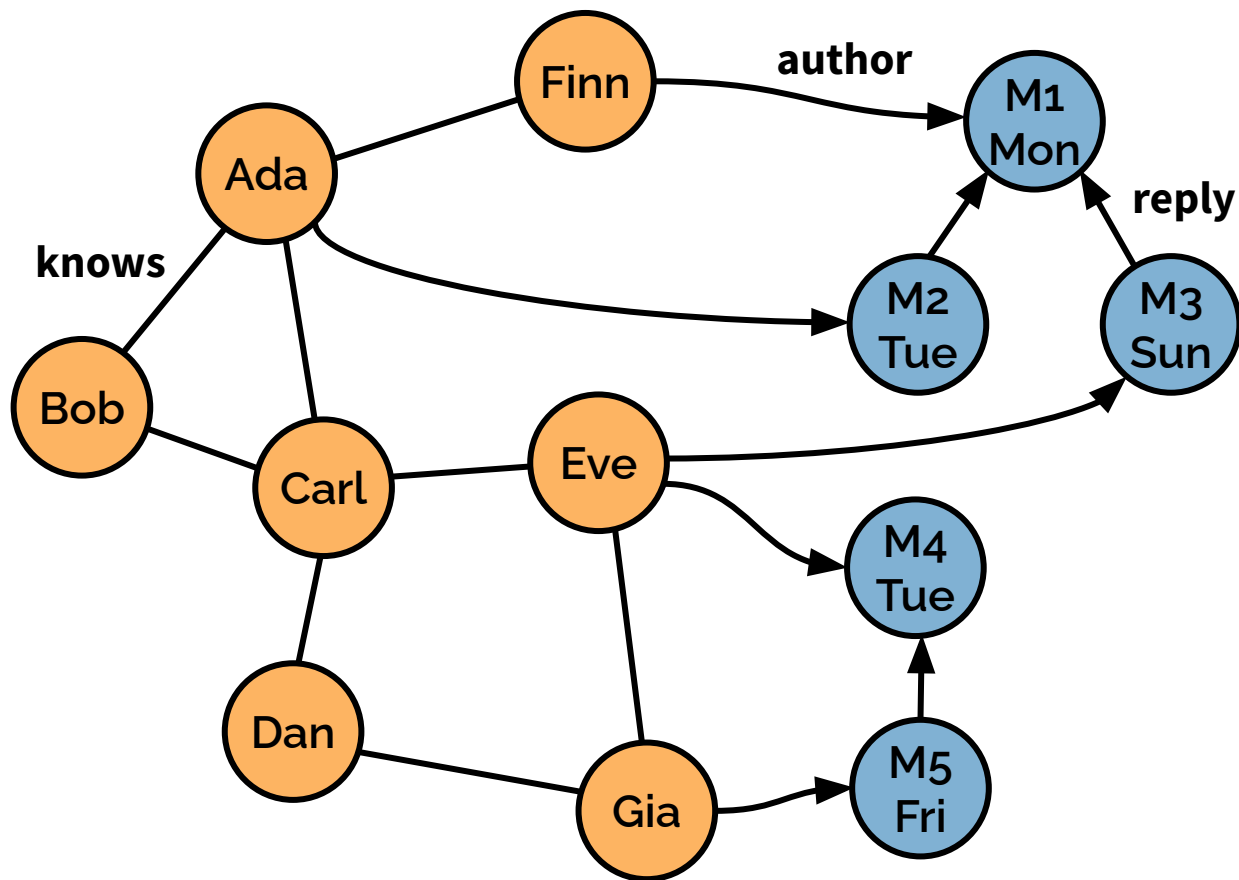 Finn
author
M1
Mon
Ada
reply
knows
M2
Tue
M3
Sun
Bob
Carl
Eve
M4
Tue
Dan
Gia
M5
Fri